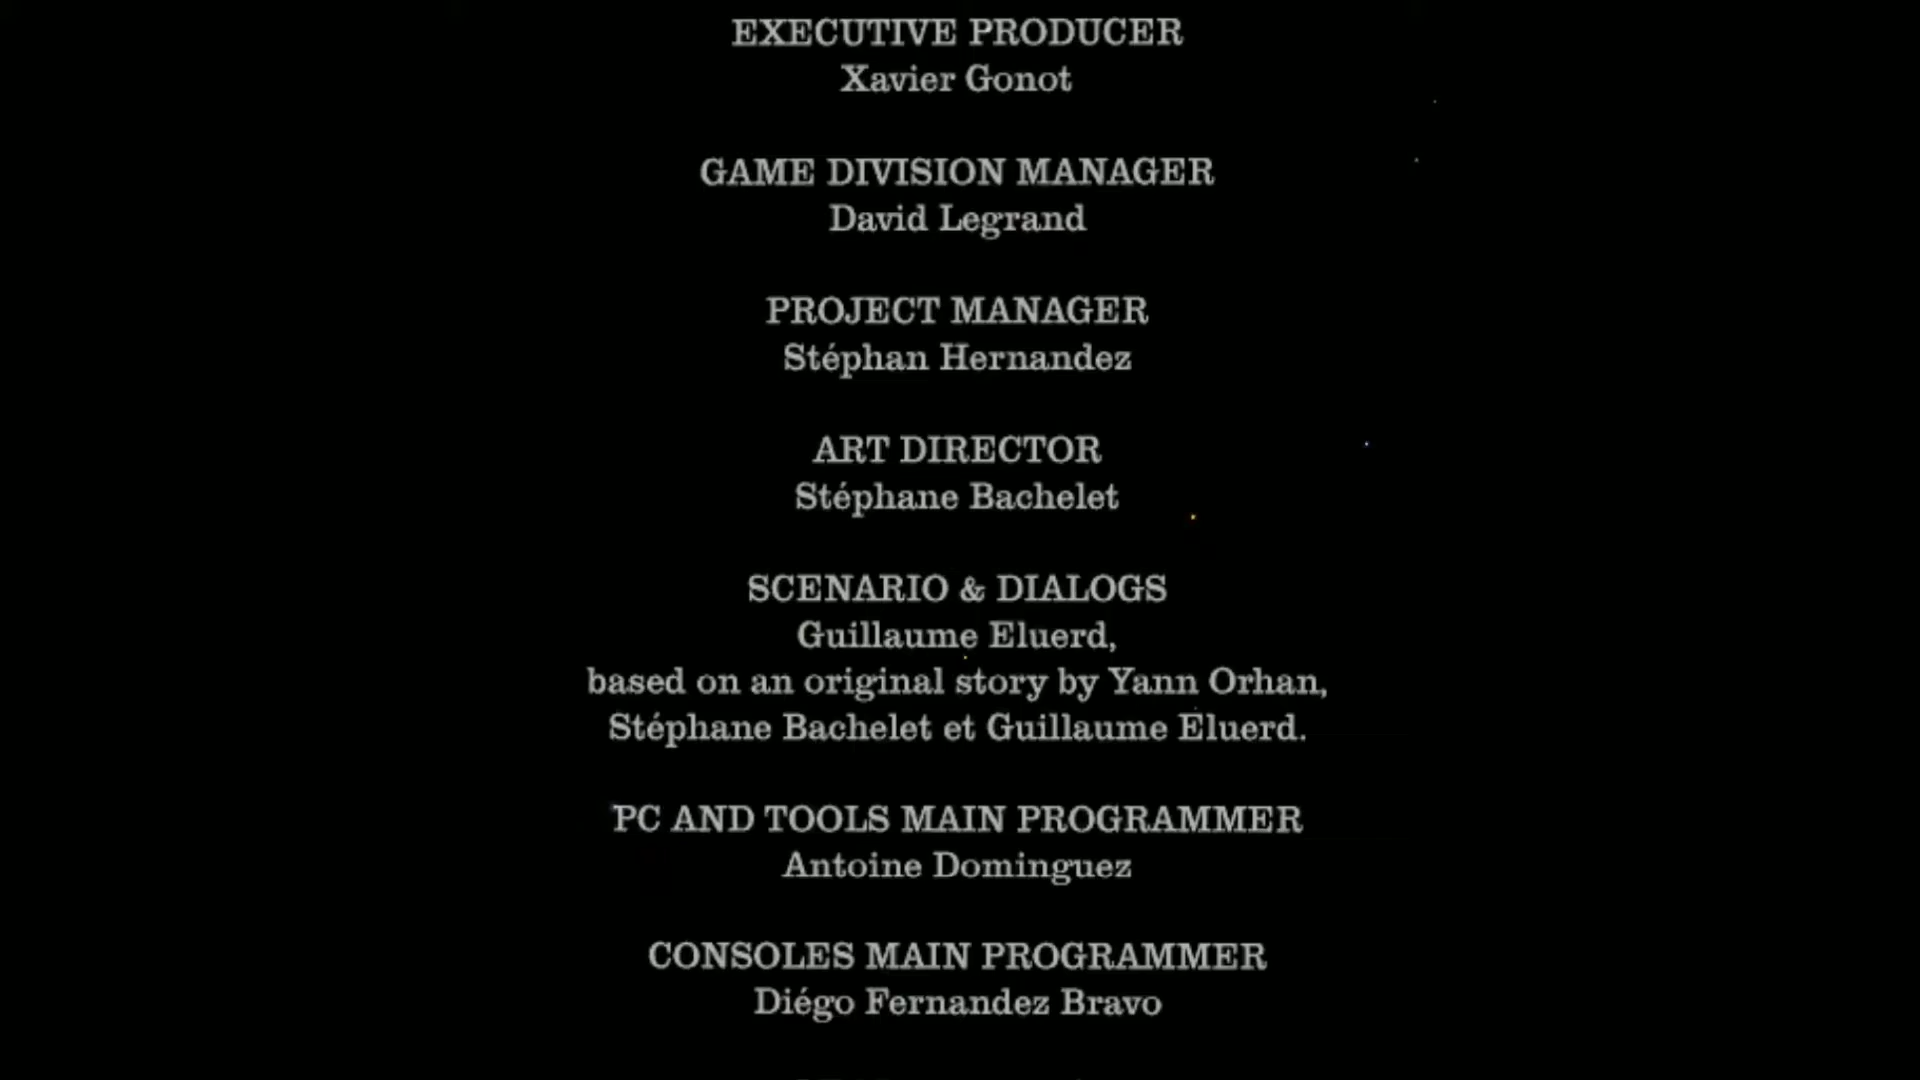 EXECUTIVE PRODUCER
Xavier Gonot
GAME DIVISION MANAGER
David Legrand
PROJECT MANAGER
Stéphan Hernandez
ART DIRECTOR
Stéphane Bachelet
SCENARIO & DIALOGS
Guillaume Eluerd,
based on an original story by Yann Orhan,
Stéphane Bachelet et Guillaume Eluerd.
PC AND TOOLS MAIN PROGRAMMER
Antoine Dominguez
CONSOLES MAIN PROGRAMMER
Diégo Fernandez Bravo